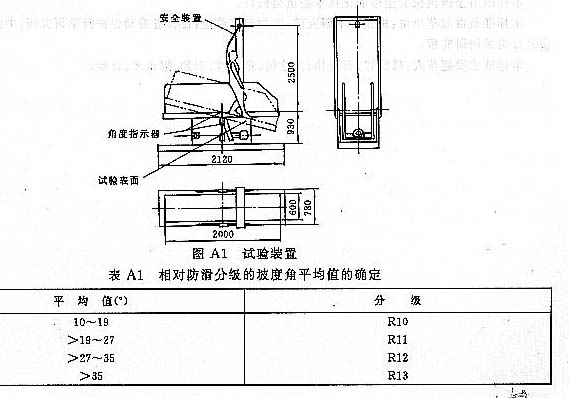 安全装置
2500
930
角度指示器
2120
试验表面
600
780
2000
图 A1 试验装置
表 A1 相对防滑分级的坡度角平均值的确定
平 均 值(°) 分 级
10~19 R10
>19~27 R11
>27~35 R12
>35 R13